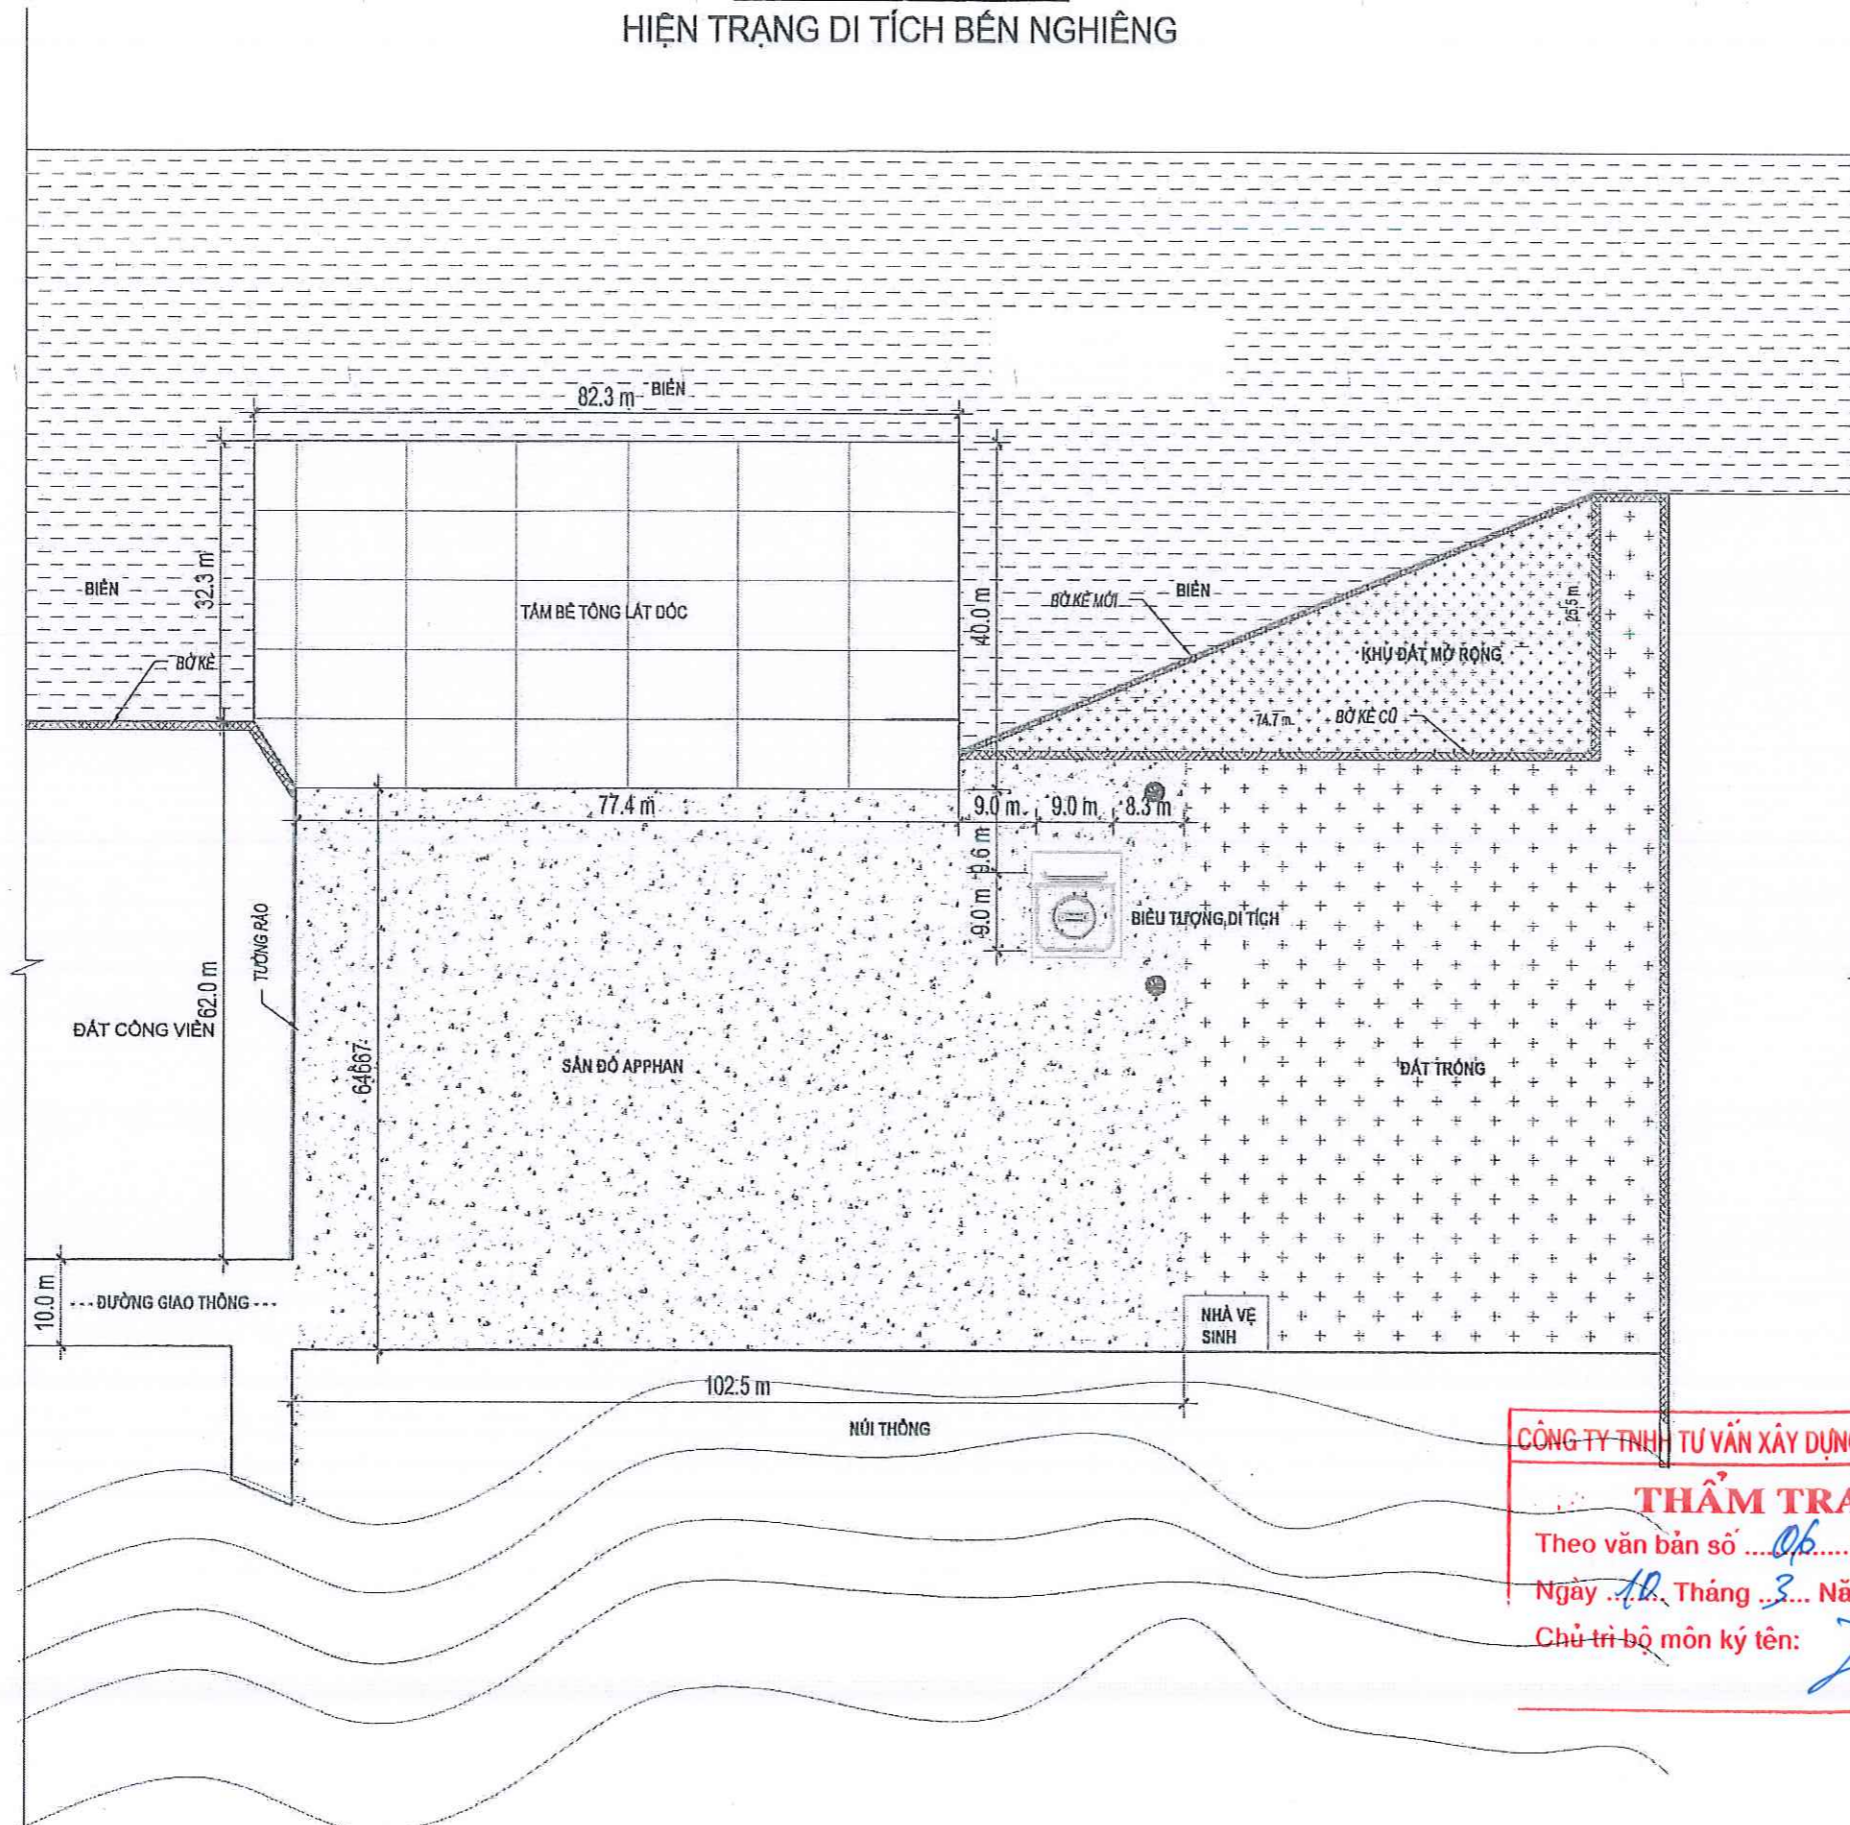 HIỆN TRẠNG DI TÍCH BẾN NGHIÊNG
82.3 m
BIỂN
32.3 m
BIỂN
BỜ KÈ
TẤM BÊ TÔNG LÁT DỐC
40.0 m
BỜ KÈ MỚI
BIỂN
25,5 m
KHU ĐẤT MỞ RỘNG
74.7 m
BỜ KÈ CŨ
77.4 m
9.0 m
9.0 m
8.3 m
9.6 m
9.0 m
BIỂU TƯỢNG DI TÍCH
TƯỜNG RÀO
62.0 m
ĐẤT CÔNG VIÊN
64667
SÂN ĐỔ APPHAN
ĐẤT TRỐNG
10.0 m
ĐƯỜNG GIAO THÔNG
NHÀ VỆ
SINH
102.5 m
NÚI THÔNG
CÔNG TY TNHH TƯ VẤN XÂY DỰNG
THẨM TRA
Theo văn bản số ....06.....
Ngày ..10.. Tháng ..3... Nă
Chủ trì bộ môn ký tên: